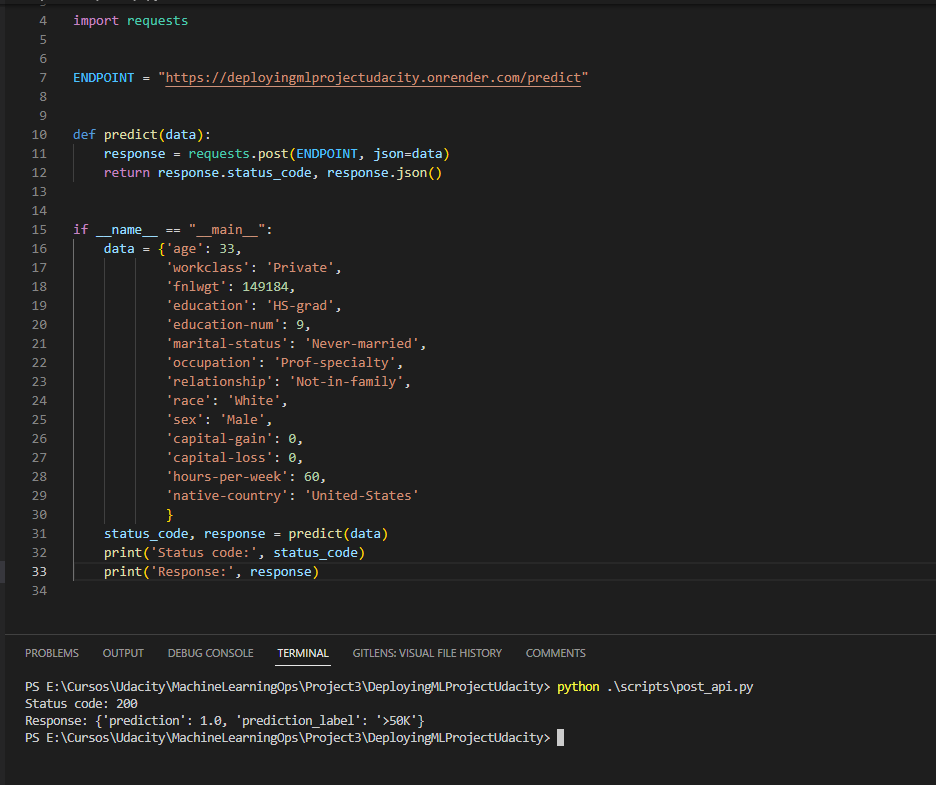 4 import requests
5
6
7 ENDPOINT = "https://deployingmlprojectudacity.onrender.com/predict"
8
9
10 def predict(data):
11     response = requests.post(ENDPOINT, json=data)
12     return response.status_code, response.json()
13
14
15 if __name__ == "__main__":
16     data = {'age': 33,
17             'workclass': 'Private',
18             'fnlwgt': 149184,
19             'education': 'HS-grad',
20             'education-num': 9,
21             'marital-status': 'Never-married',
22             'occupation': 'Prof-specialty',
23             'relationship': 'Not-in-family',
24             'race': 'White',
25             'sex': 'Male',
26             'capital-gain': 0,
27             'capital-loss': 0,
28             'hours-per-week': 60,
29             'native-country': 'United-States'
30             }
31     status_code, response = predict(data)
32     print('Status code:', status_code)
33     print('Response:', response)
34
PROBLEMS OUTPUT DEBUG CONSOLE TERMINAL GITLENS: VISUAL FILE HISTORY COMMENTS
PS E:\Cursos\Udacity\MachineLearningOps\Project3\DeployingMLProjectUdacity> python .\scripts\post_api.py
Status code: 200
Response: {'prediction': 1.0, 'prediction_label': '>50K'}
PS E:\Cursos\Udacity\MachineLearningOps\Project3\DeployingMLProjectUdacity>